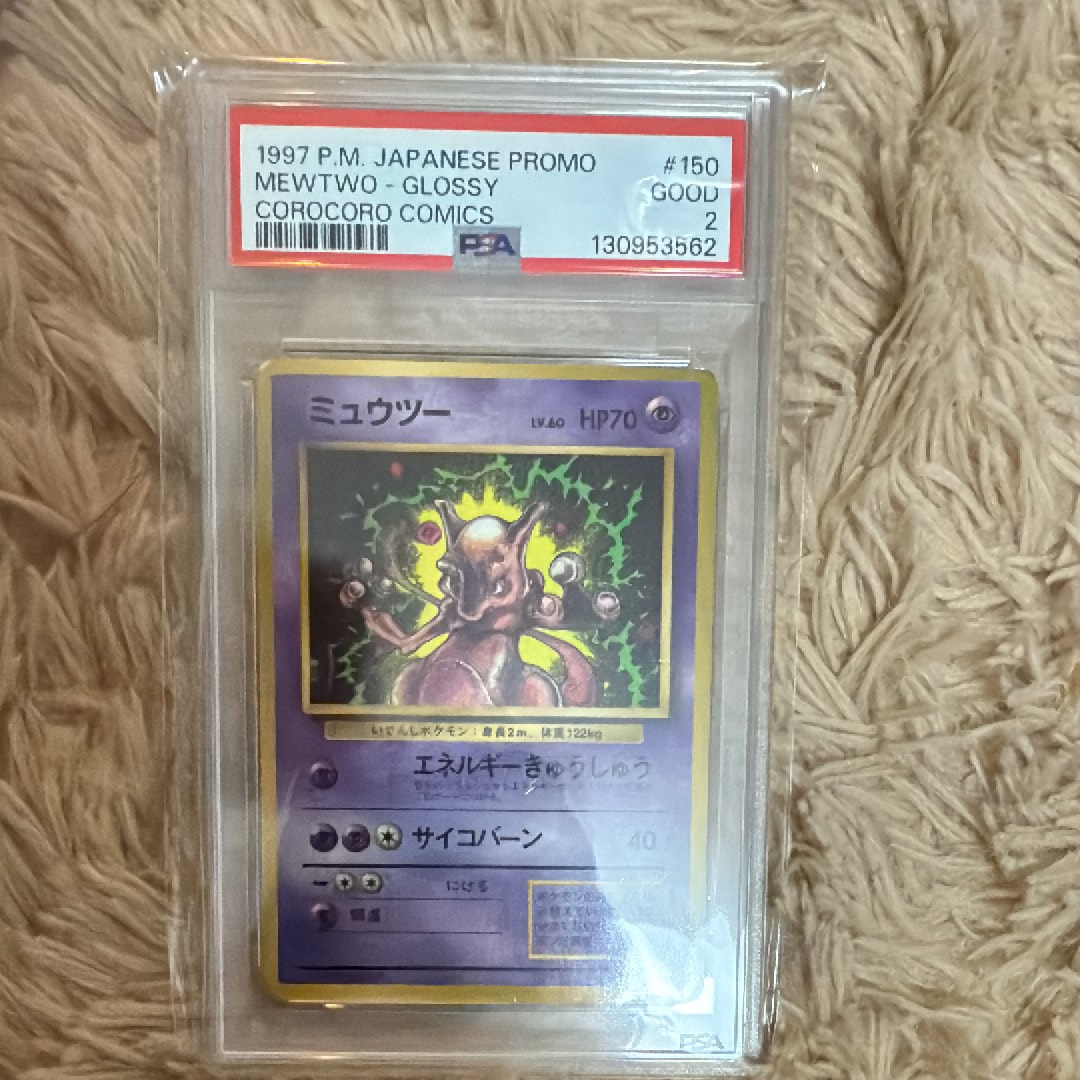 1997 P.M. JAPANESE PROMO #150
MEWTWO - GLOSSY GOOD
COROCORO COMICS 2
PSA 130953562
ミュウツー LV.60 HP70
いでんしポケモン：身長2m、体重122kg
エネルギーきゅうしゅう
サイコバーン 40
にげる
PSA